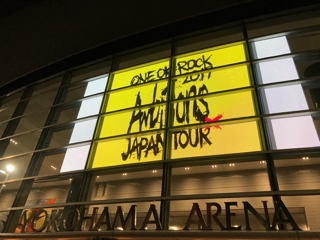 ONE OK ROCK
2017
Ambitions
JAPAN TOUR
YOKOHAMA ARENA